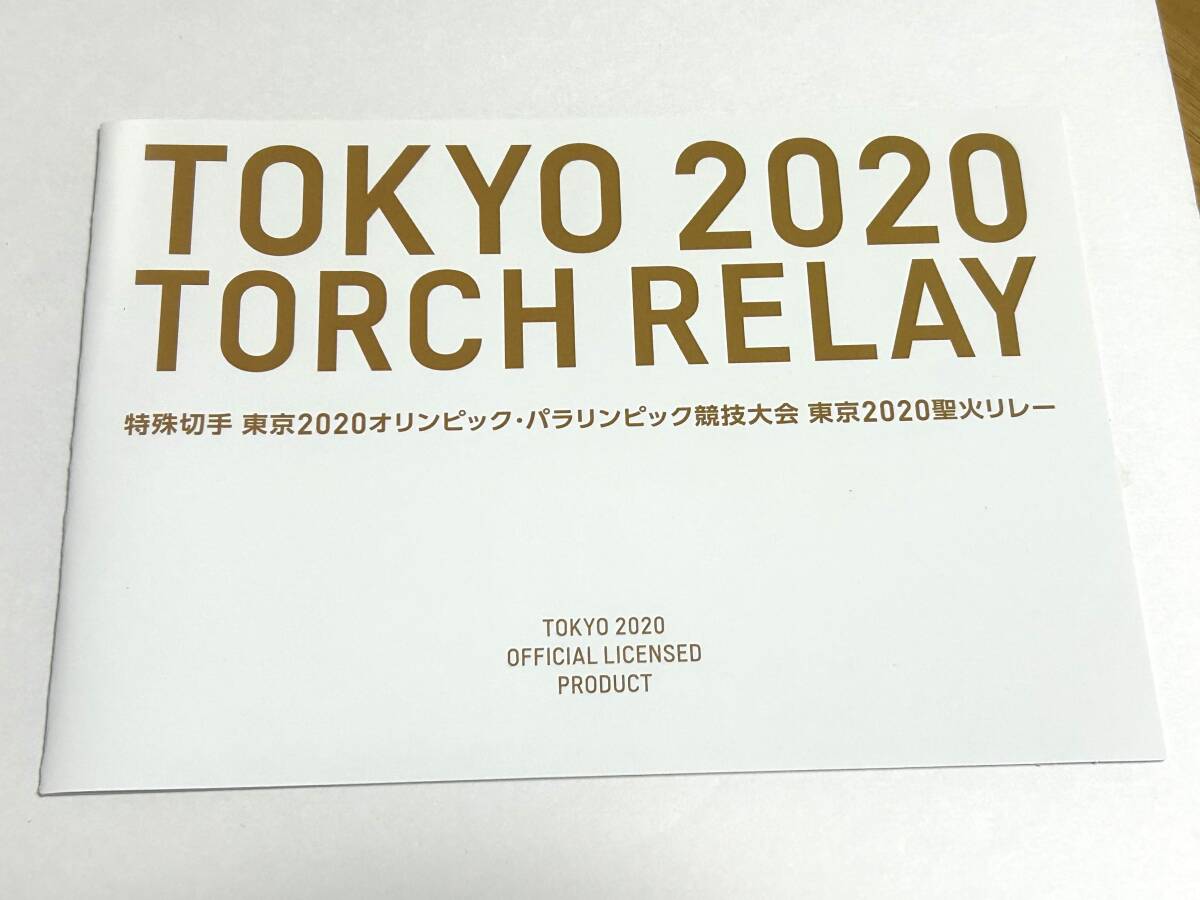 TOKYO 2020
TORCH RELAY
特殊切手 東京2020オリンピック・パラリンピック競技大会 東京2020聖火リレー
TOKYO 2020
OFFICIAL LICENSED
PRODUCT